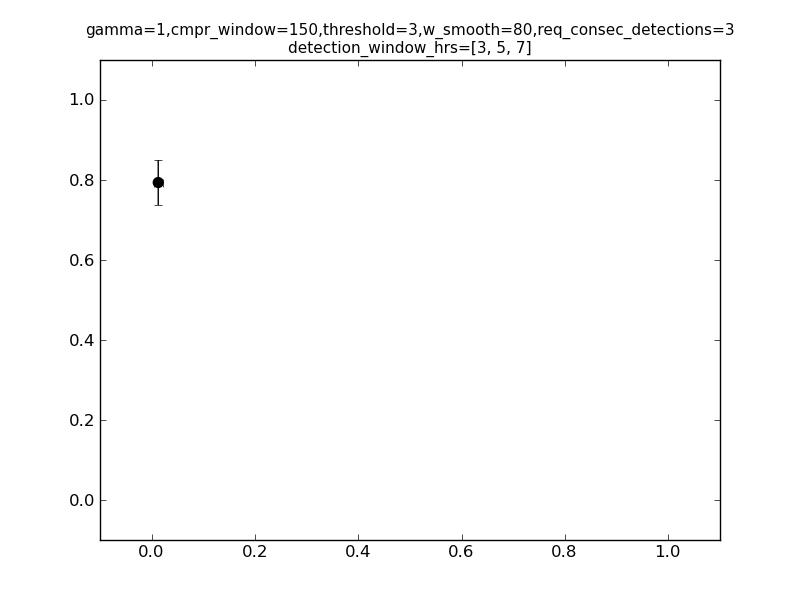 gamma=1,cmpr_window=150,threshold=3,w_smooth=80,req_consec_detections=3
detection_window_hrs=[3, 5, 7]
1.0
0.8
0.6
0.4
0.2
0.0
0.0 0.2 0.4 0.6 0.8 1.0